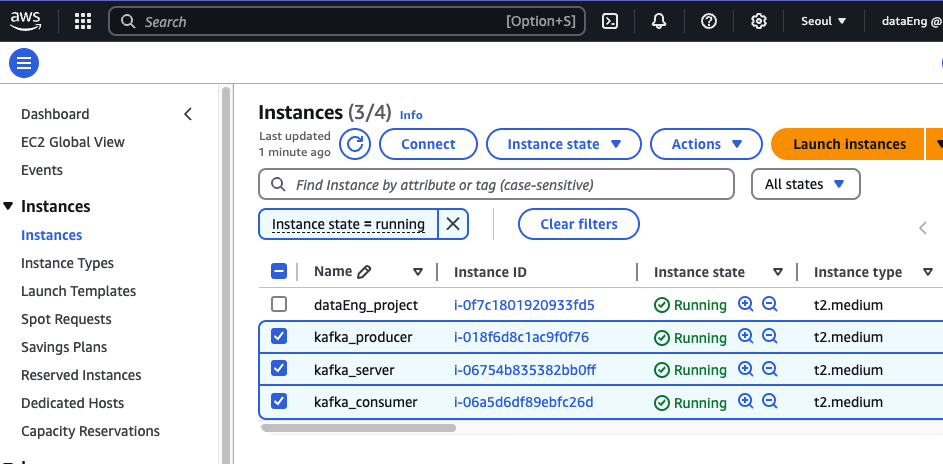 aws
Search [Option+S] Seoul dataEng @
Dashboard
EC2 Global View
Events
Instances
Instances
Instance Types
Launch Templates
Spot Requests
Savings Plans
Reserved Instances
Dedicated Hosts
Capacity Reservations
Instances (3/4) Info
Last updated
1 minute ago
Connect Instance state Actions Launch instances
Find Instance by attribute or tag (case-sensitive) All states
Instance state = running Clear filters
Name Instance ID Instance state Instance type
dataEng_project i-0f7c1801920933fd5 Running t2.medium
kafka_producer i-018f6d8c1ac9f0f76 Running t2.medium
kafka_server i-06754b835382bb0ff Running t2.medium
kafka_consumer i-06a5d6df89ebfc26d Running t2.medium